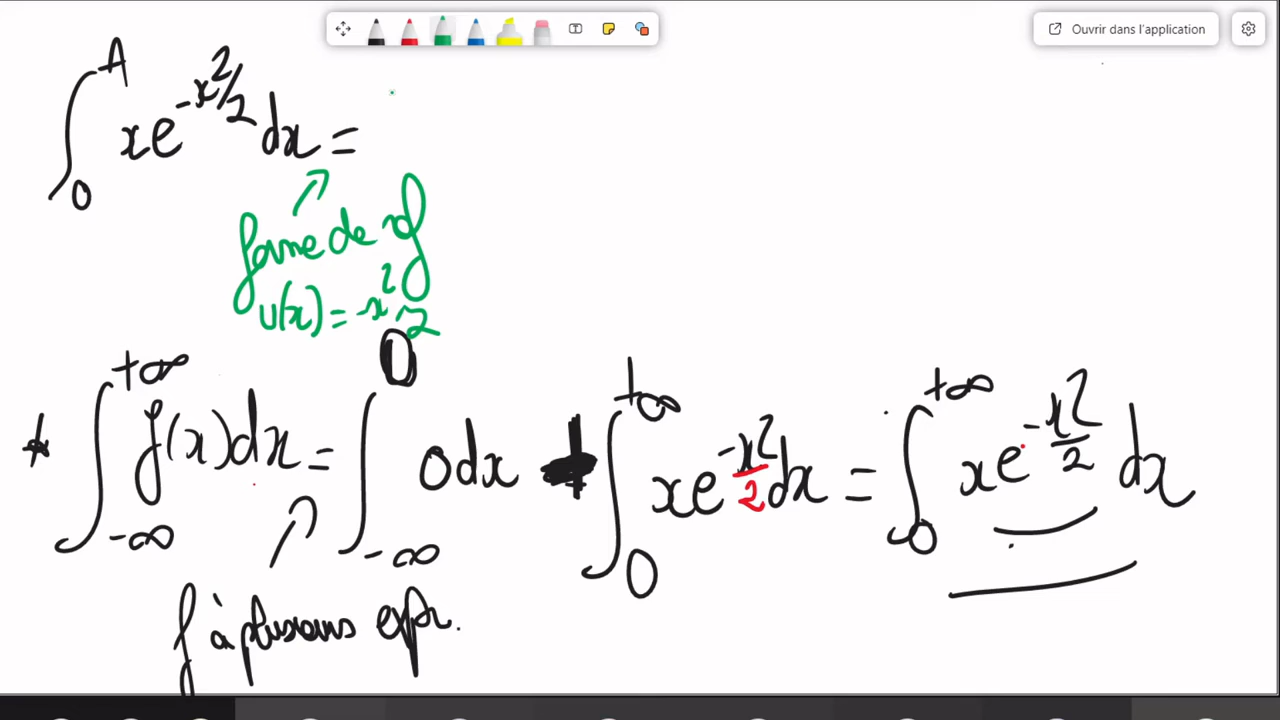 Ouvrir dans l'application
∫₀^A xe^(-x²/2) dx =
forme de ref
u(x) = -x²/2
* ∫_{-∞}^{+∞} f(x)dx = ∫_{-∞}^{0} 0dx + ∫₀^{+∞} xe^(-x²/2) dx = ∫₀^{+∞} xe^(-x²/2) dx
f à plusieurs expr.